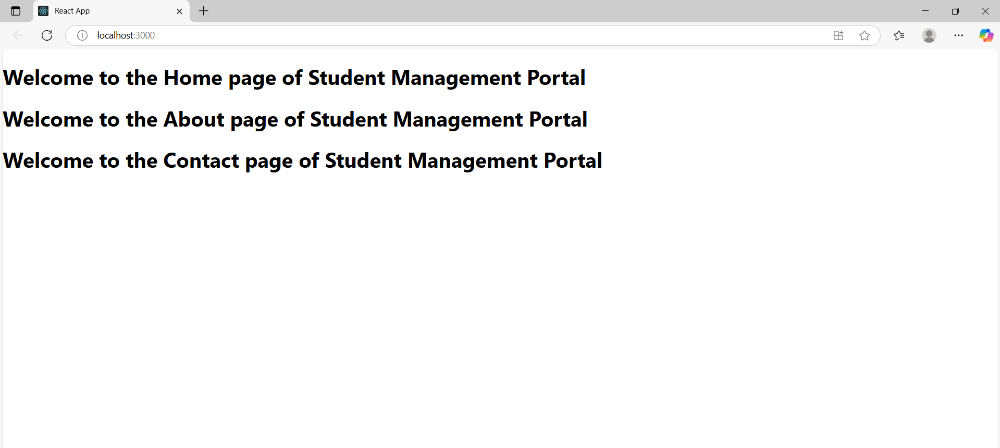 React App
localhost:3000
Welcome to the Home page of Student Management Portal
Welcome to the About page of Student Management Portal
Welcome to the Contact page of Student Management Portal